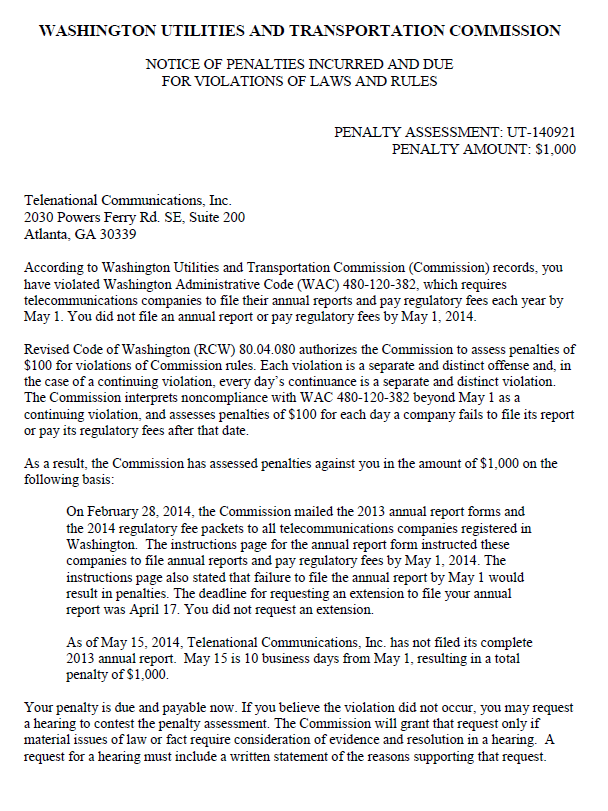 WASHINGTON UTILITIES AND TRANSPORTATION COMMISSION
NOTICE OF PENALTIES INCURRED AND DUE
FOR VIOLATIONS OF LAWS AND RULES
PENALTY ASSESSMENT: UT-140921
PENALTY AMOUNT: $1,000
Telenational Communications, Inc.
2030 Powers Ferry Rd. SE, Suite 200
Atlanta, GA 30339
According to Washington Utilities and Transportation Commission (Commission) records, you
have violated Washington Administrative Code (WAC) 480-120-382, which requires
telecommunications companies to file their annual reports and pay regulatory fees each year by
May 1. You did not file an annual report or pay regulatory fees by May 1, 2014.
Revised Code of Washington (RCW) 80.04.080 authorizes the Commission to assess penalties of
$100 for violations of Commission rules. Each violation is a separate and distinct offense and, in
the case of a continuing violation, every day's continuance is a separate and distinct violation.
The Commission interprets noncompliance with WAC 480-120-382 beyond May 1 as a
continuing violation, and assesses penalties of $100 for each day a company fails to file its report
or pay its regulatory fees after that date.
As a result, the Commission has assessed penalties against you in the amount of $1,000 on the
following basis:
On February 28, 2014, the Commission mailed the 2013 annual report forms and
the 2014 regulatory fee packets to all telecommunications companies registered in
Washington.  The instructions page for the annual report form instructed these
companies to file annual reports and pay regulatory fees by May 1, 2014. The
instructions page also stated that failure to file the annual report by May 1 would
result in penalties. The deadline for requesting an extension to file your annual
report was April 17. You did not request an extension.
As of May 15, 2014, Telenational Communications, Inc. has not filed its complete
2013 annual report.  May 15 is 10 business days from May 1, resulting in a total
penalty of $1,000.
Your penalty is due and payable now. If you believe the violation did not occur, you may request
a hearing to contest the penalty assessment. The Commission will grant that request only if
material issues of law or fact require consideration of evidence and resolution in a hearing.  A
request for a hearing must include a written statement of the reasons supporting that request.